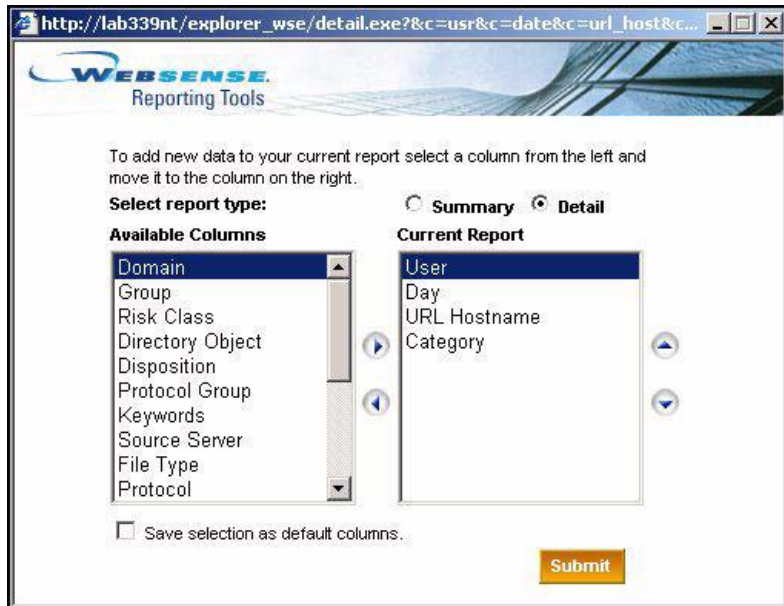 http://lab339nt/explorer_wse/detail.exe?&c=usr&c=date&c=url_host&c...
WEBSENSE.
Reporting Tools
To add new data to your current report select a column from the left and
move it to the column on the right.
Select report type: Summary Detail
Available Columns Current Report
Domain User
Group Day
Risk Class URL Hostname
Directory Object Category
Disposition
Protocol Group
Keywords
Source Server
File Type
Protocol
Save selection as default columns.
Submit